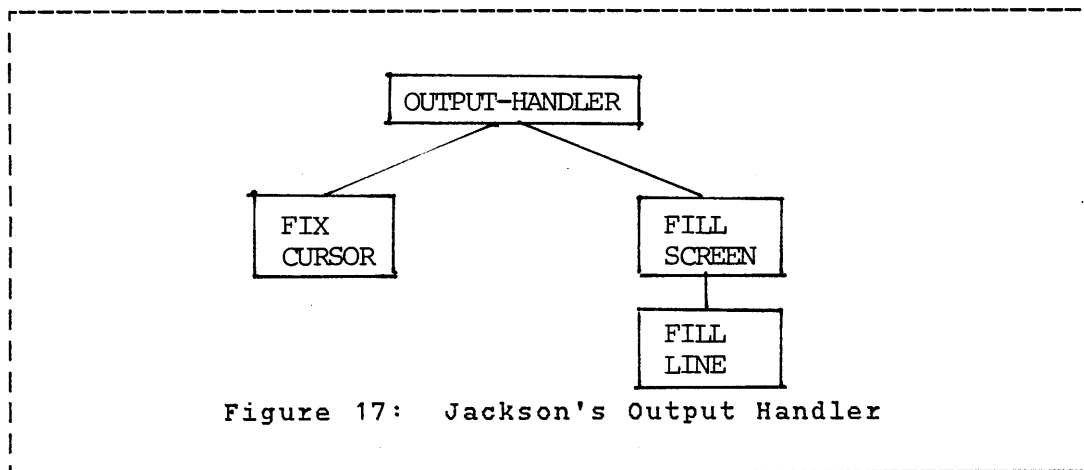 OUTPUT-HANDLER
FIX
CURSOR
FILL
SCREEN
FILL
LINE
Figure 17: Jackson's Output Handler